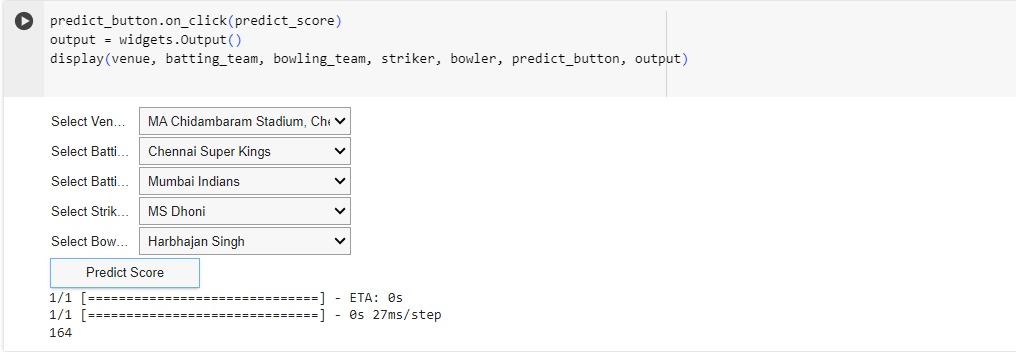 predict_button.on_click(predict_score)
output = widgets.Output()
display(venue, batting_team, bowling_team, striker, bowler, predict_button, output)
Select Ven... MA Chidambaram Stadium, Che
Select Batti... Chennai Super Kings
Select Batti... Mumbai Indians
Select Strik... MS Dhoni
Select Bow... Harbhajan Singh
Predict Score
1/1 [==============================] - ETA: 0s
1/1 [==============================] - 0s 27ms/step
164